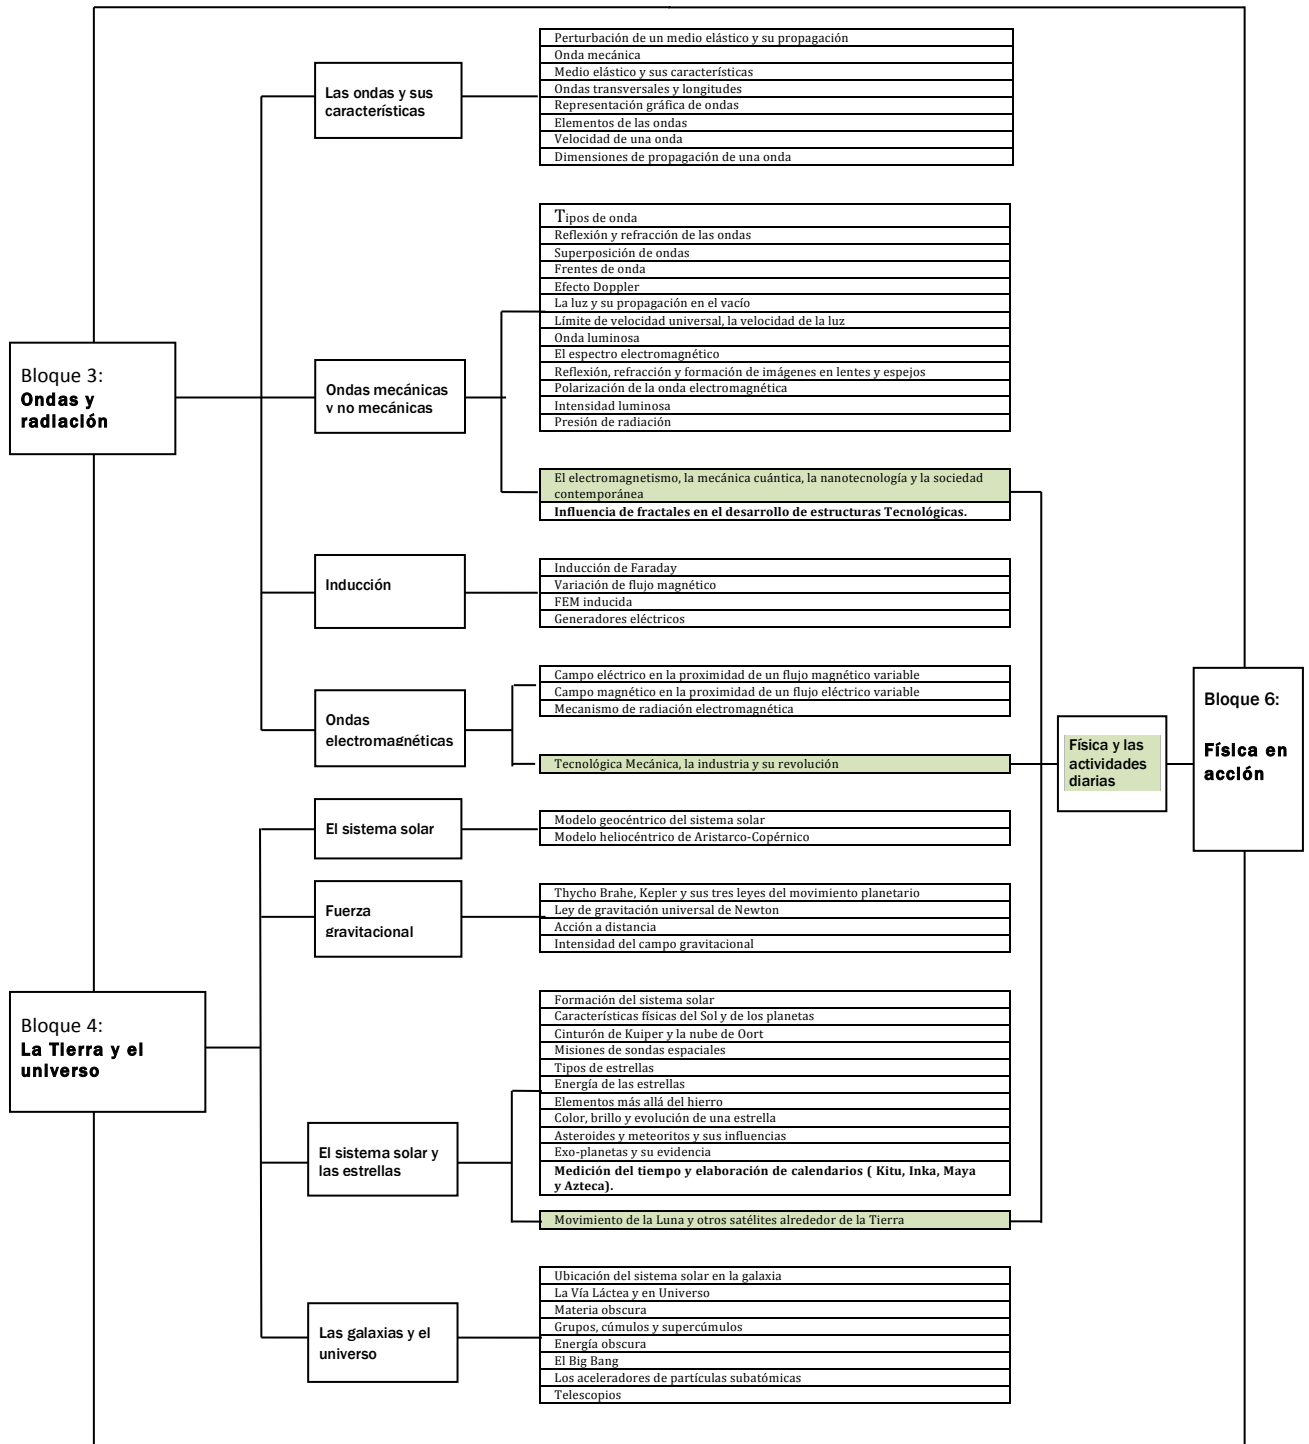 Perturbación de un medio elástico y su propagación
Onda mecánica
Medio elástico y sus características
Ondas transversales y longitudes
Representación gráfica de ondas
Elementos de las ondas
Velocidad de una onda
Dimensiones de propagación de una onda
Las ondas y sus
características
Tipos de onda
Reflexión y refracción de las ondas
Superposición de ondas
Frentes de onda
Efecto Doppler
La luz y su propagación en el vacío
Límite de velocidad universal, la velocidad de la luz
Onda luminosa
El espectro electromagnético
Reflexión, refracción y formación de imágenes en lentes y espejos
Polarización de la onda electromagnética
Intensidad luminosa
Presión de radiación
Bloque 3:
Ondas y
radiación
Ondas mecánicas
y no mecánicas
El electromagnetismo, la mecánica cuántica, la nanotecnología y la sociedad
contemporánea
Influencia de fractales en el desarrollo de estructuras Tecnológicas.
Inducción
Inducción de Faraday
Variación de flujo magnético
FEM inducida
Generadores eléctricos
Ondas
electromagnéticas
Campo eléctrico en la proximidad de un flujo magnético variable
Campo magnético en la proximidad de un flujo eléctrico variable
Mecanismo de radiación electromagnética
Tecnológica Mecánica, la industria y su revolución
Física y las
actividades
diarias
Bloque 6:
Física en
acción
El sistema solar
Modelo geocéntrico del sistema solar
Modelo heliocéntrico de Aristarco-Copérnico
Fuerza
gravitacional
Thycho Brahe, Kepler y sus tres leyes del movimiento planetario
Ley de gravitación universal de Newton
Acción a distancia
Intensidad del campo gravitacional
Bloque 4:
La Tierra y el
universo
El sistema solar y
las estrellas
Formación del sistema solar
Características físicas del Sol y de los planetas
Cinturón de Kuiper y la nube de Oort
Misiones de sondas espaciales
Tipos de estrellas
Energía de las estrellas
Elementos más allá del hierro
Color, brillo y evolución de una estrella
Asteroides y meteoritos y sus influencias
Exo-planetas y su evidencia
Medición del tiempo y elaboración de calendarios ( Kitu, Inka, Maya
y Azteca).
Movimiento de la Luna y otros satélites alrededor de la Tierra
Las galaxias y el
universo
Ubicación del sistema solar en la galaxia
La Vía Láctea y en Universo
Materia obscura
Grupos, cúmulos y supercúmulos
Energía obscura
El Big Bang
Los aceleradores de partículas subatómicas
Telescopios